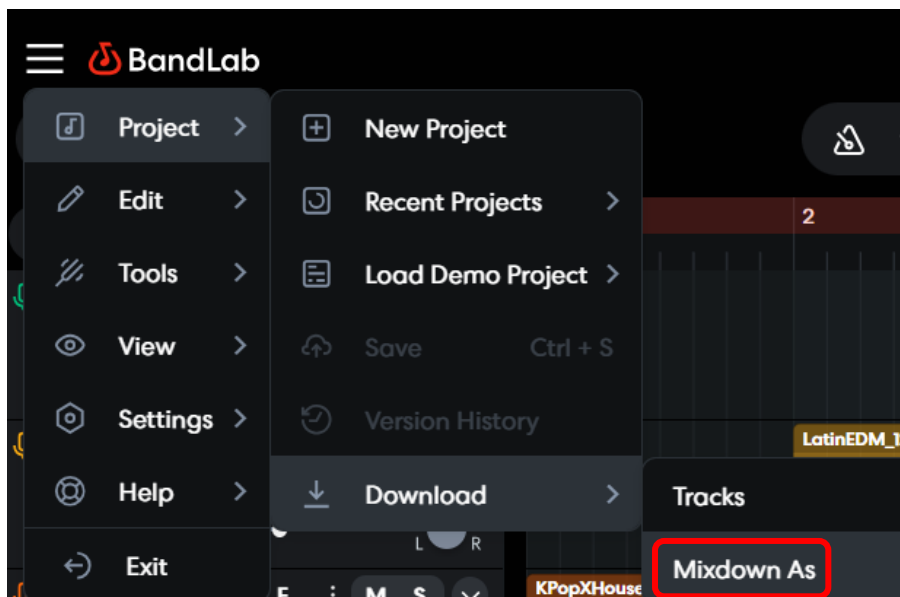 BandLab
Project
Edit
Tools
View
Settings
Help
Exit
New Project
Recent Projects
Load Demo Project
Save Ctrl + S
Version History
Download
Tracks
Mixdown As
2
LatinEDM_1
L R
M S
KPopXHouse